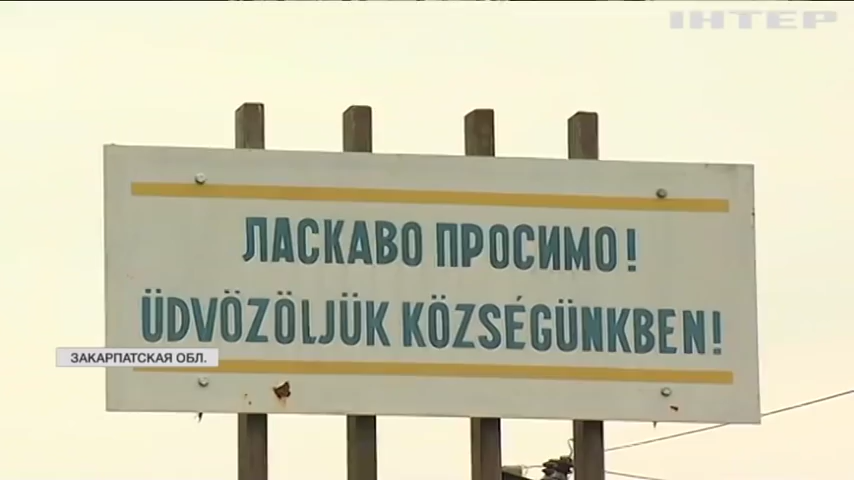 ІНТЕР
ЛАСКАВО ПРОСИМО!
ÜDVÖZÖLJÜK KÖZSÉGÜNKBEN!
ЗАКАРПАТСКАЯ ОБЛ.